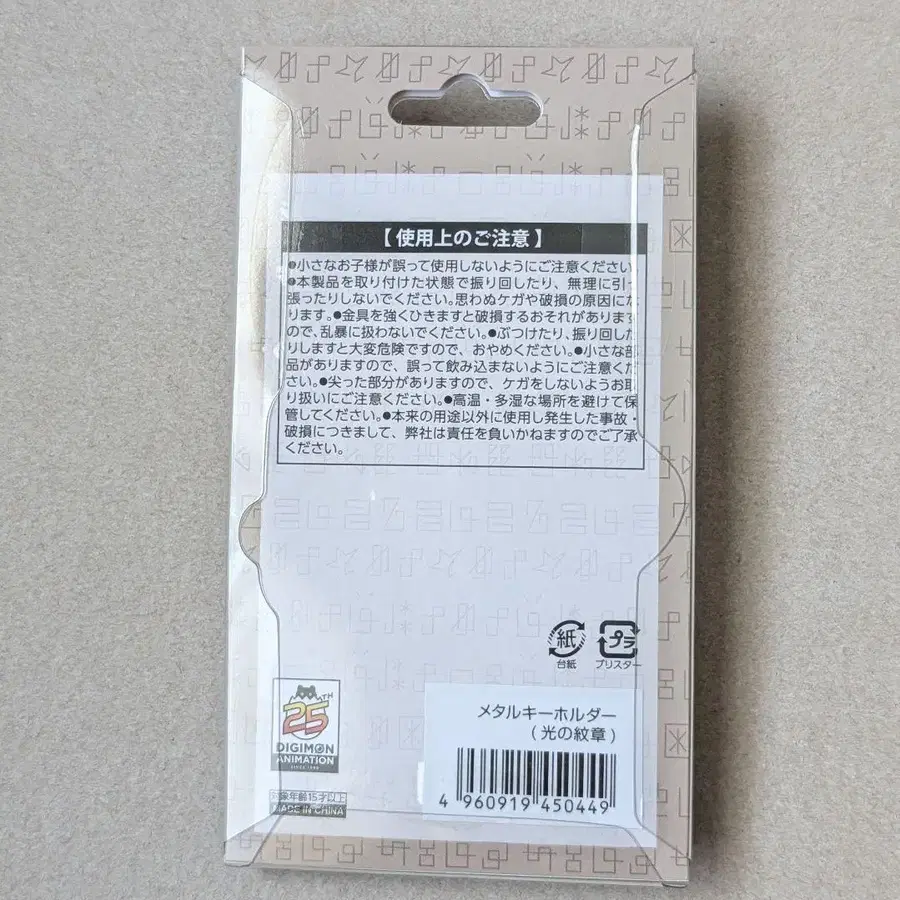 【使用上のご注意】
●小さなお子様が誤って使用しないようにご注意ください
●本製品を取り付けた状態で振り回したり、無理に引っ
張ったりしないでください。思わぬケガや破損の原因にな
ります。●金具を強くひきますと破損するおそれがあります
ので、乱暴に扱わないでください。●ぶつけたり、振り回した
りしますと大変危険ですので、おやめください。●小さな部
品がありますので、誤って飲み込まないようにご注意くだ
さい。●尖った部分がありますので、ケガをしないようお取
り扱いにご注意ください。●高温・多湿な場所を避けて保
管してください。●本来の用途以外に使用し発生した事故・
破損につきまして、弊社は責任を負いかねますのでご了承
ください。
紙
プラ
台紙
ブリスター
25TH
DIGIMON
ANIMATION
SINCE 1999
メタルキーホルダー
(光の紋章)
4 960919 450449
対象年齢15才以上
MADE IN CHINA